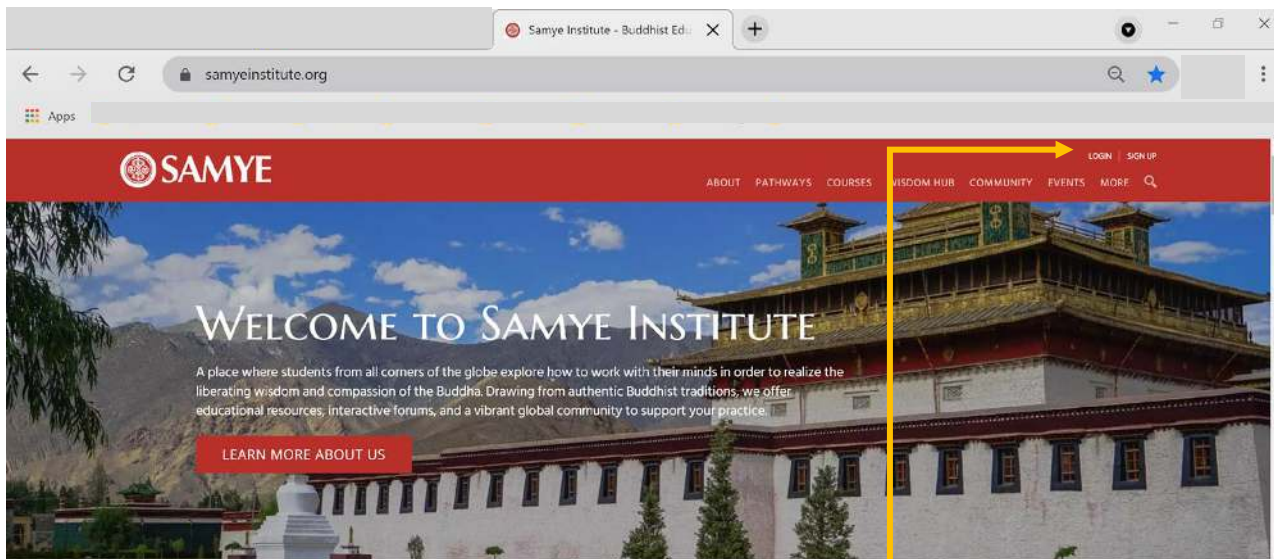 Samye Institute - Buddhist Edu
samyeinstitute.org
Apps
LOGIN | SIGN UP
SAMYE
ABOUT PATHWAYS COURSES WISDOM HUB COMMUNITY EVENTS MORE
WELCOME TO SAMYE INSTITUTE
A place where students from all corners of the globe explore how to work with their minds in order to realize the
liberating wisdom and compassion of the Buddha. Drawing from authentic Buddhist traditions, we offer
educational resources, interactive forums, and a vibrant global community to support your practice.
LEARN MORE ABOUT US